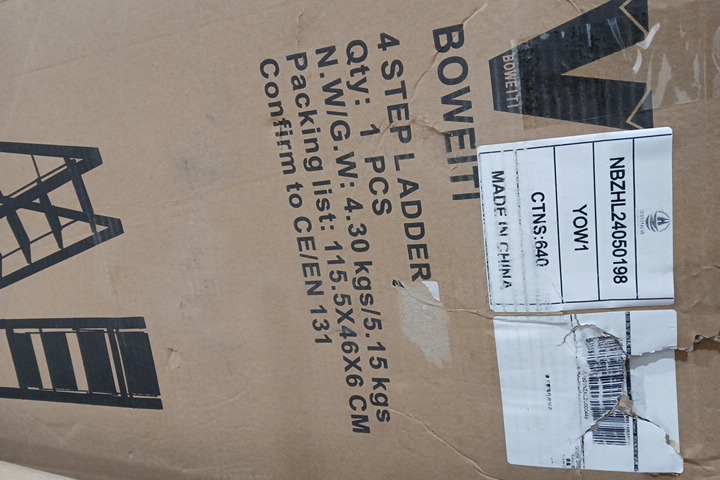 BOWEITI
BOWEITI
4 STEP LADDER
Qty: 1 PCS
N.W/G.W: 4.30 kgs/5.15 kgs
Packing list: 115.5X46X6 CM
Confirm to CE/EN 131
NBZHL24050198
YOW1
CTNS:640
MADE IN CHINA